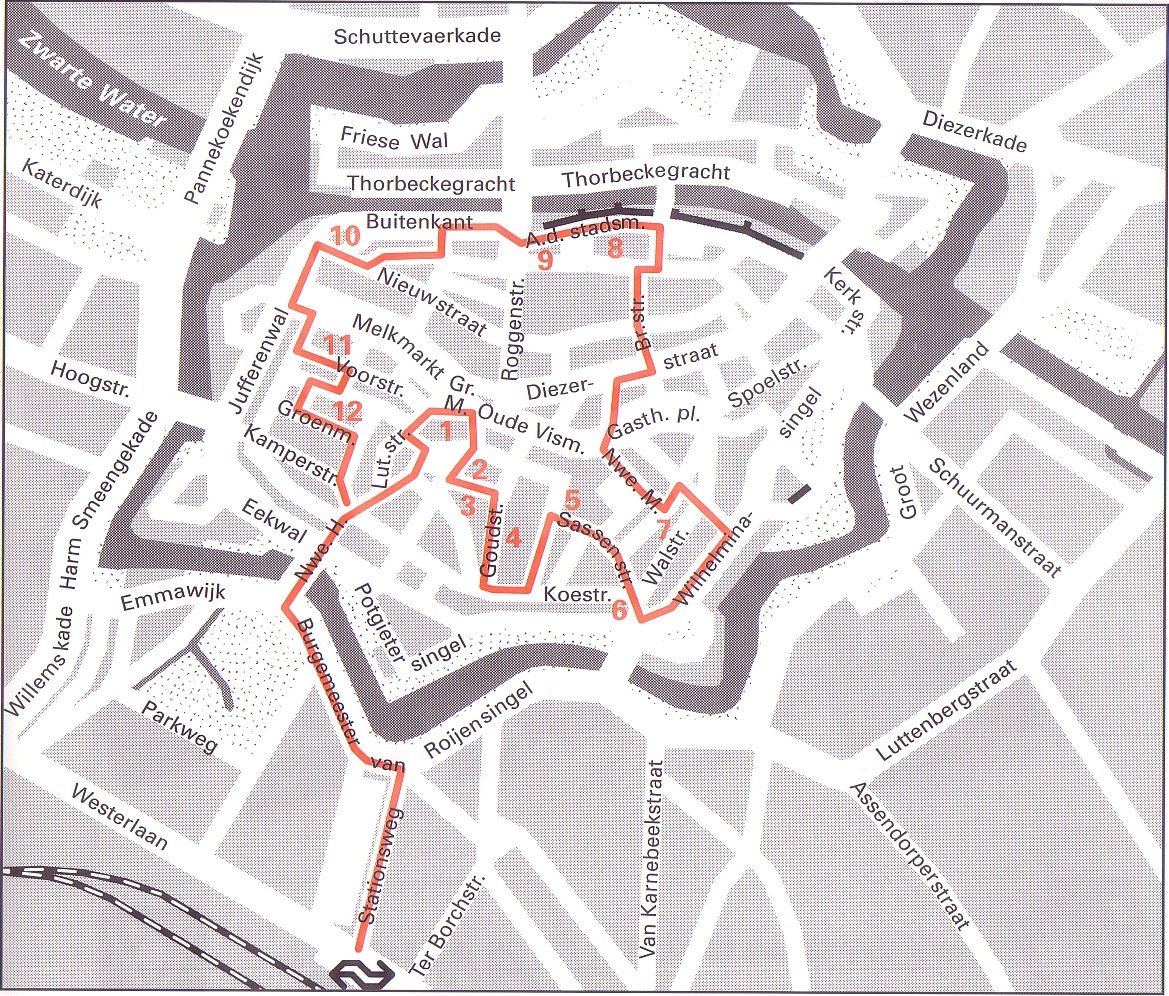 Schuttevaerkade
Zwarte Water
Pannekoekendijk
Friese Wal
Diezerkade
Katerdijk
Thorbeckegracht
Thorbeckegracht
Buitenkant
A.d. stadsm.
10
9
8
Nieuwstraat
Roggenstr.
Br.str.
Kerk
str.
Melkmarkt
Jufferenwal
11
Voorstr.
Hoogstr.
straat
Diezer-
Spoelstr.
Wezenland
Gr.
M.
Oude Vism.
Gasth. pl.
singel
12
Groenm.
1
Lut. str.
Kamperstr.
2
3
Nwe. M.
Groot
Schuurmanstraat
Harm Smeengekade
Eekwal
Nwe. H.
Goudst.
4
5
Sassenstr.
7
Walstr.
Wilhelmina-
Koestr.
6
Emmawijk
Potgieter
singel
Willemskade
Burgemeester
van
Roijensingel
Parkweg
Luttenbergstraat
Westerlaan
Stationsweg
Ter Borchstr.
Van Karnebeekstraat
Assendorperstraat